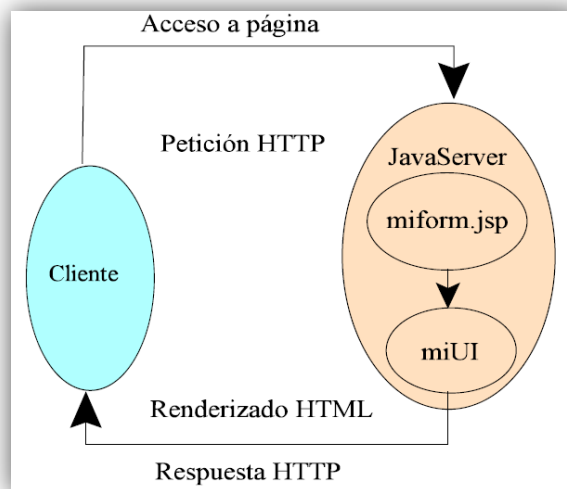 Acceso a página
Petición HTTP
JavaServer
miform.jsp
Cliente
miUI
Renderizado HTML
Respuesta HTTP